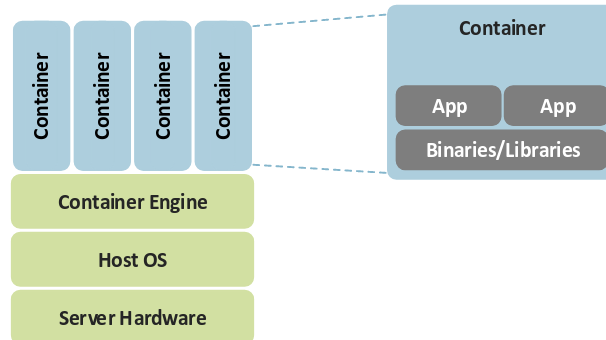 Container
Container
Container
Container
Container Engine
Host OS
Server Hardware
Container
App App
Binaries/Libraries